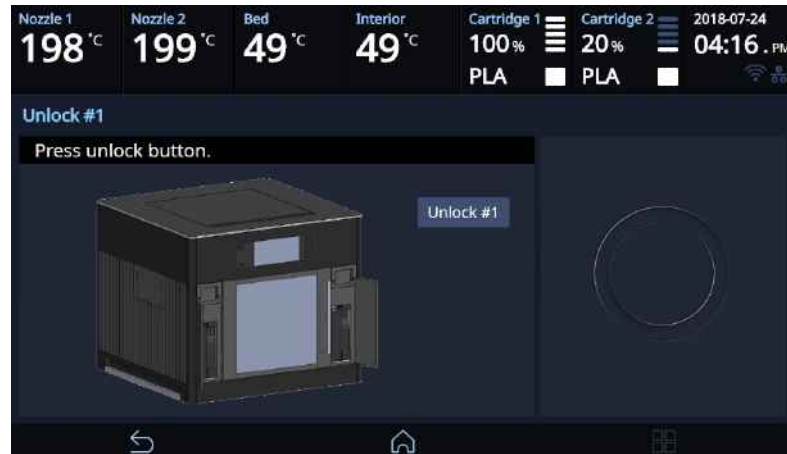 Nozzle 1 Nozzle 2 Bed Interior Cartridge 1 Cartridge 2 2018-07-24
198 °C 199 °C 49 °C 49 °C 100 % 20 % 04:16 . PM
PLA PLA
Unlock #1
Press unlock button.
Unlock #1